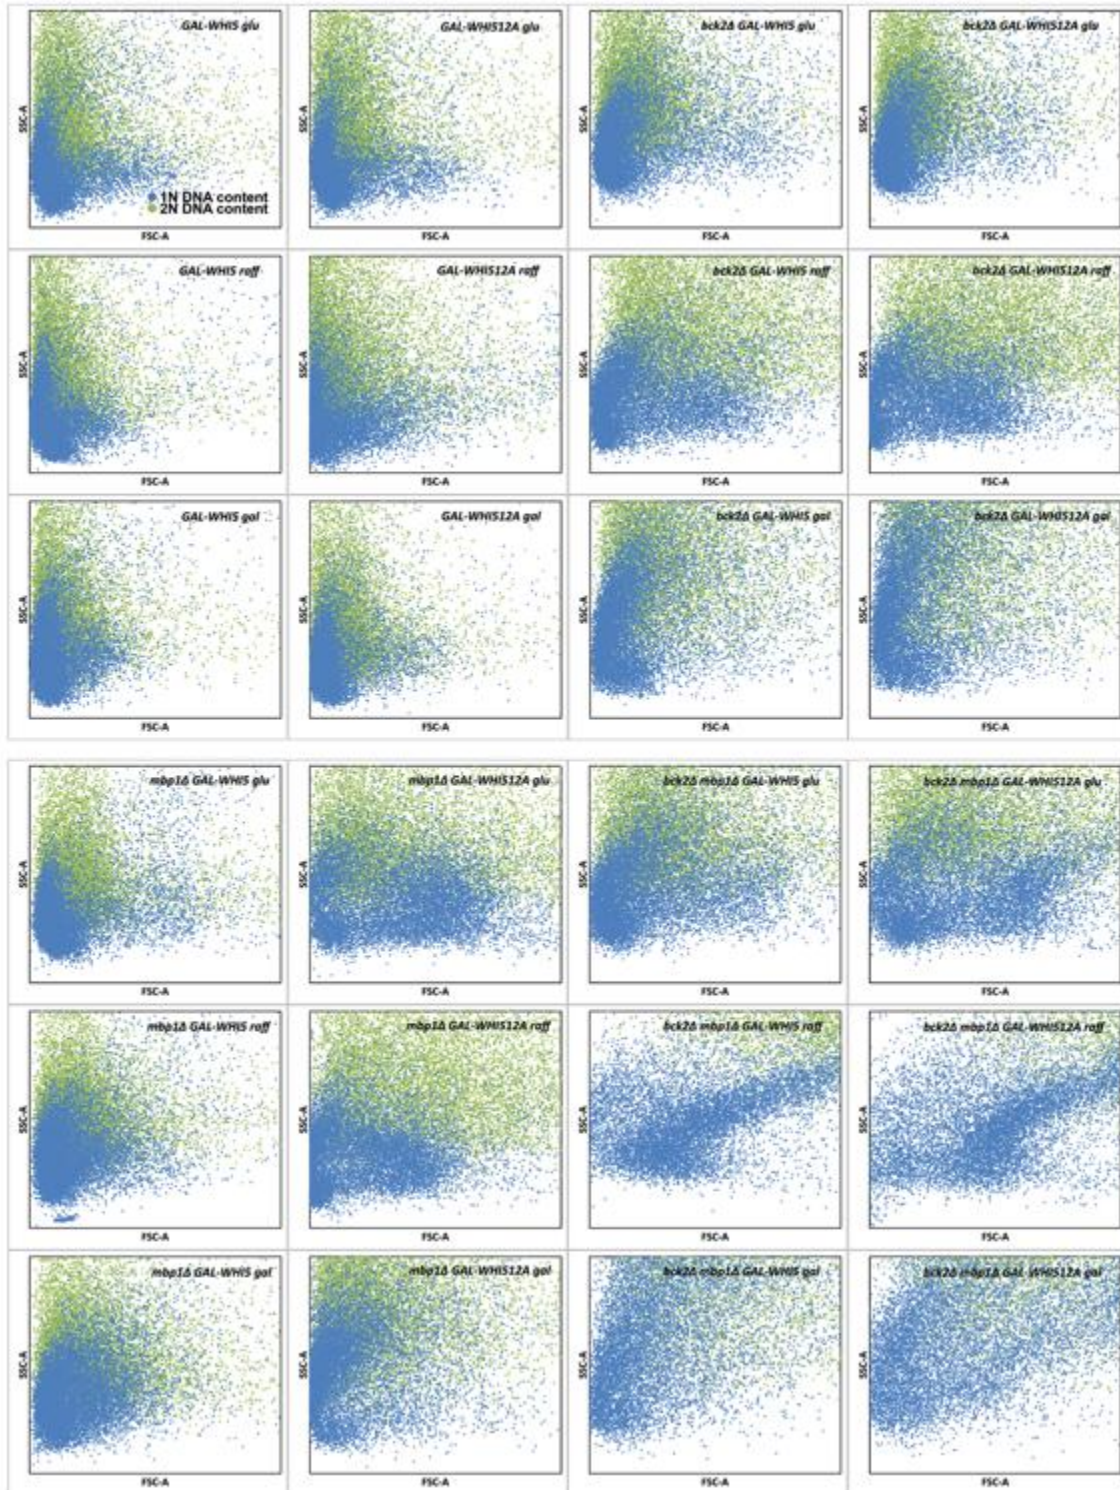 GAL-WHI5 glu
SSC-A
1N DNA content
2N DNA content
FSC-A
GAL-WHI512A glu
SSC-A
FSC-A
bck2Δ GAL-WHI5 glu
SSC-A
FSC-A
bck2Δ GAL-WHI512A glu
SSC-A
FSC-A
GAL-WHI5 raff
SSC-A
FSC-A
GAL-WHI512A raff
SSC-A
FSC-A
bck2Δ GAL-WHI5 raff
SSC-A
FSC-A
bck2Δ GAL-WHI512A raff
SSC-A
FSC-A
GAL-WHI5 gal
SSC-A
FSC-A
GAL-WHI512A gal
SSC-A
FSC-A
bck2Δ GAL-WHI5 gal
SSC-A
FSC-A
bck2Δ GAL-WHI512A gal
SSC-A
FSC-A
mbp1Δ GAL-WHI5 glu
SSC-A
FSC-A
mbp1Δ GAL-WHI512A glu
SSC-A
FSC-A
bck2Δ mbp1Δ GAL-WHI5 glu
SSC-A
FSC-A
bck2Δ mbp1Δ GAL-WHI512A glu
SSC-A
FSC-A
mbp1Δ GAL-WHI5 raff
SSC-A
FSC-A
mbp1Δ GAL-WHI512A raff
SSC-A
FSC-A
bck2Δ mbp1Δ GAL-WHI5 raff
SSC-A
FSC-A
bck2Δ mbp1Δ GAL-WHI512A raff
SSC-A
FSC-A
mbp1Δ GAL-WHI5 gal
SSC-A
FSC-A
mbp1Δ GAL-WHI512A gal
SSC-A
FSC-A
bck2Δ mbp1Δ GAL-WHI5 gal
SSC-A
FSC-A
bck2Δ mbp1Δ GAL-WHI512A gal
SSC-A
FSC-A